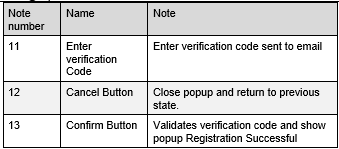 Note number
Name
Note
11
Enter verification Code
Enter verification code sent to email
12
Cancel Button
Close popup and return to previous state.
13
Confirm Button
Validates verification code and show popup Registration Successful